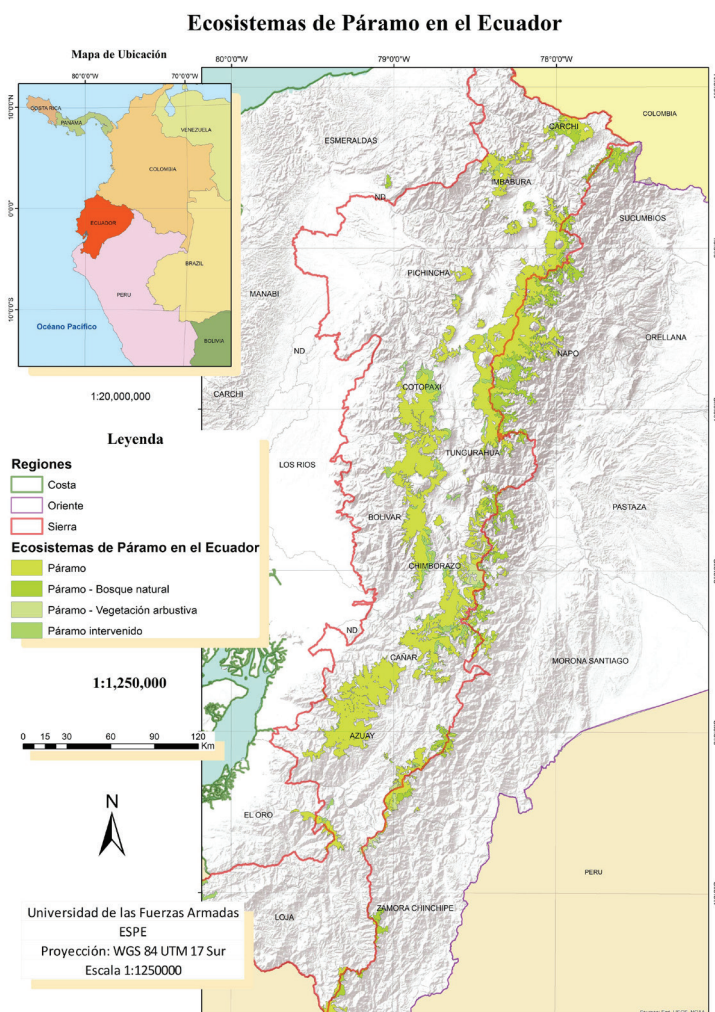 Ecosistemas de Páramo en el Ecuador
Mapa de Ubicación
80°0'0"W
70°0'0"W
10°0'0"N
0°0'0"
10°0'0"S
COSTA RICA
PANAMA
VENEZUELA
COLOMBIA
ECUADOR
BRAZIL
PERU
BOLIVIA
Océano Pacífico
1:20,000,000
80°0'0"W
79°0'0"W
78°0'0"W
COLOMBIA
ESMERALDAS
CARCHI
IMBABURA
ND
SUCUMBIOS
PICHINCHA
MANABI
ORELLANA
ND
NAPO
COTOPAXI
CARCHI
TUNGURAHUA
LOS RIOS
PASTAZA
BOLIVAR
CHIMBORAZO
ND
CAÑAR
MORONA SANTIAGO
AZUAY
EL ORO
PERU
ZAMORA CHINCHIPE
LOJA
Leyenda
Regiones
Costa
Oriente
Sierra
Ecosistemas de Páramo en el Ecuador
Páramo
Páramo - Bosque natural
Páramo - Vegetación arbustiva
Páramo intervenido
1:1,250,000
0 15 30 60 90 120
Km
N
Universidad de las Fuerzas Armadas
ESPE
Proyección: WGS 84 UTM 17 Sur
Escala 1:1250000